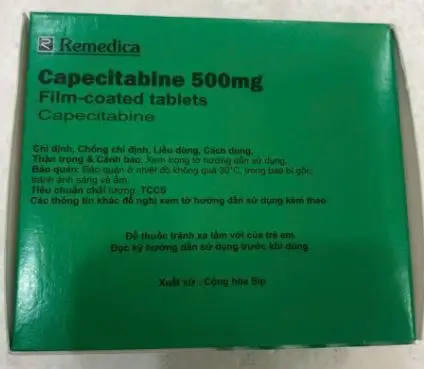 R Remedica
Capecitabine 500mg
Film-coated tablets
Capecitabine
Chỉ định, Chống chỉ định, Liều dùng, Cách dùng,
Thận trọng & Cảnh báo: Xem trong tờ hướng dẫn sử dụng.
Bảo quản: Bảo quản ở nhiệt độ không quá 30°C, trong bao bì gốc,
tránh ánh sáng và ẩm.
Tiêu chuẩn chất lượng: TCCS
Các thông tin khác đề nghị xem tờ hướng dẫn sử dụng kèm theo
Để thuốc tránh xa tầm với của trẻ em.
Đọc kỹ hướng dẫn sử dụng trước khi dùng.
Xuất xứ : Cộng hòa Síp